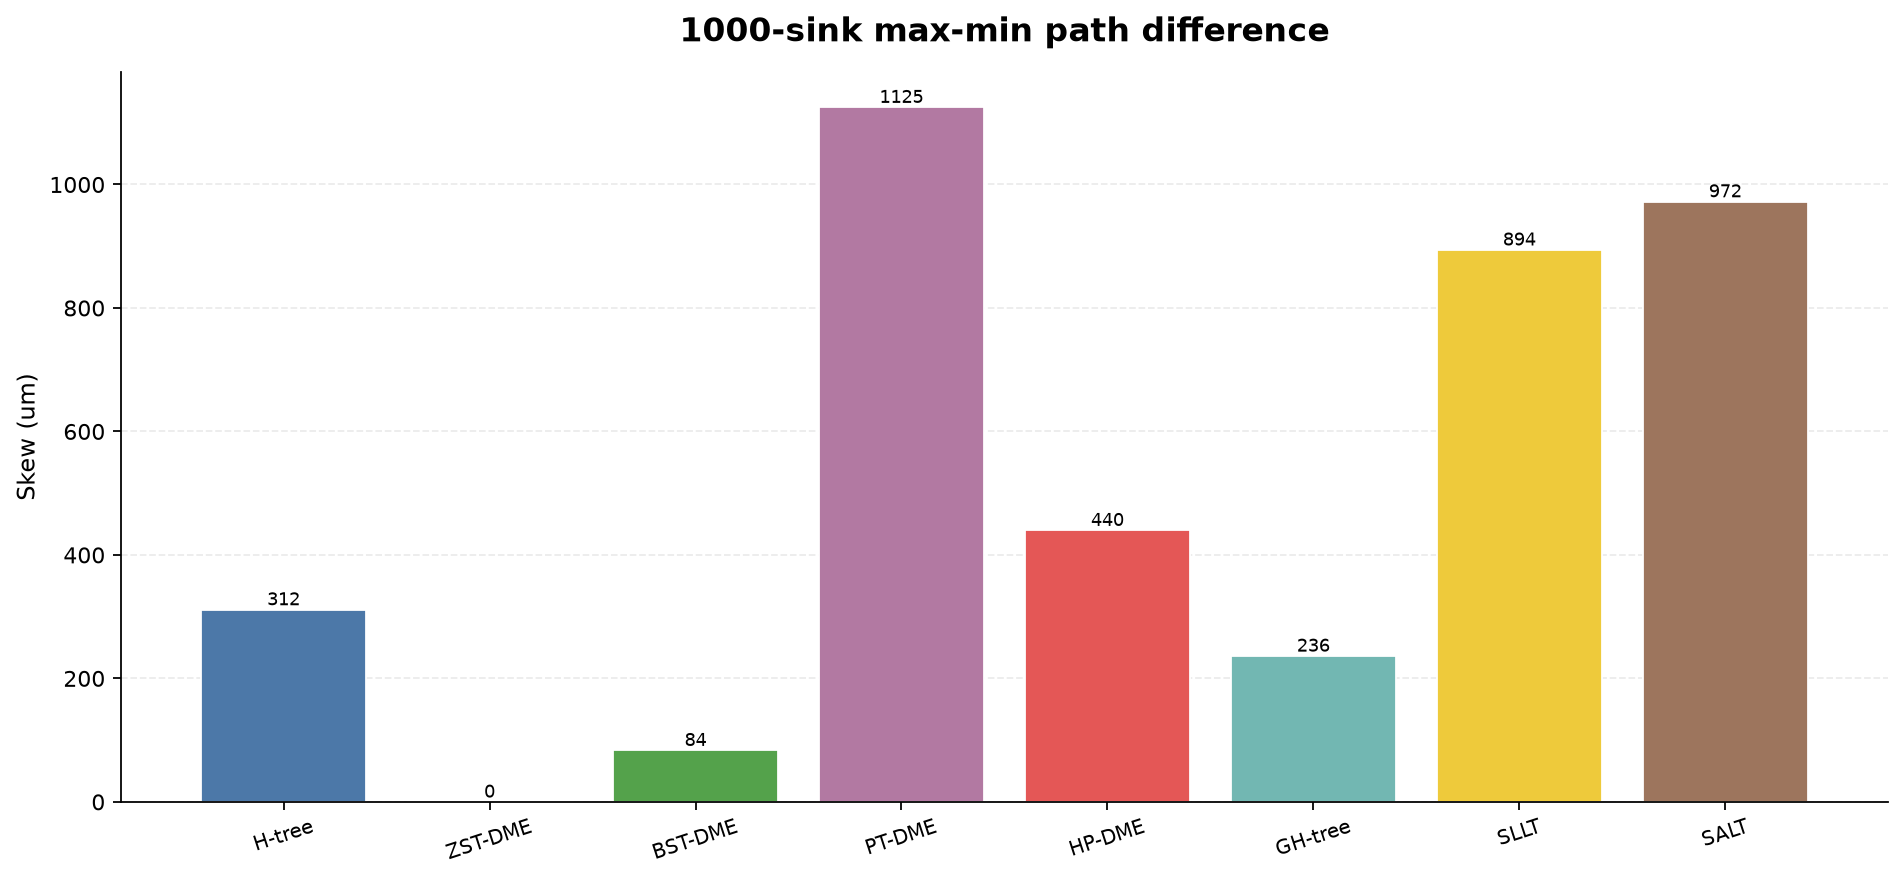 1000-sink max-min path difference
Skew (um)
1000
800
600
400
200
0
312
0
84
1125
440
236
894
972
H-tree
ZST-DME
BST-DME
PT-DME
HP-DME
GH-tree
SLLT
SALT